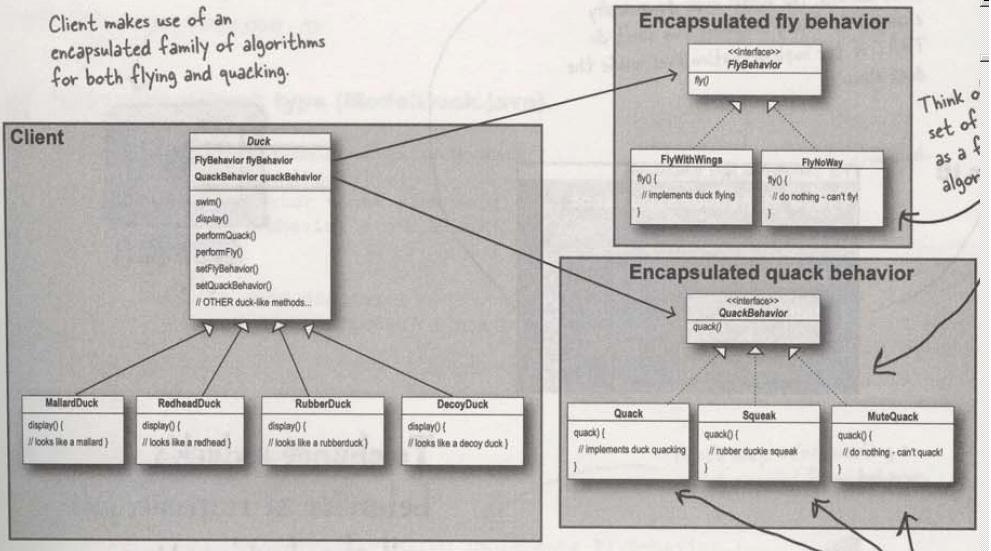 Client makes use of an
encapsulated family of algorithms
for both flying and quacking.
Client
Duck
FlyBehavior flyBehavior
QuackBehavior quackBehavior
swim()
display()
performQuack()
performFly()
setFlyBehavior()
setQuackBehavior()
// OTHER duck-like methods...
MallardDuck
display() {
// looks like a mallard }
RedheadDuck
display() {
// looks like a redhead }
RubberDuck
display() {
// looks like a rubberduck }
DecoyDuck
display() {
// looks like a decoy duck }
Encapsulated fly behavior
<<interface>>
FlyBehavior
fly()
FlyWithWings
fly() {
// implements duck flying
}
FlyNoWay
fly() {
// do nothing - can't fly!
}
Think
set of
as a
Encapsulated quack behavior
<<interface>>
QuackBehavior
quack()
Quack
quack) {
// implements duck quacking
}
Squeak
quack() {
// rubber duckie squeak
}
MuteQuack
quack() {
// do nothing - can't quack!
}